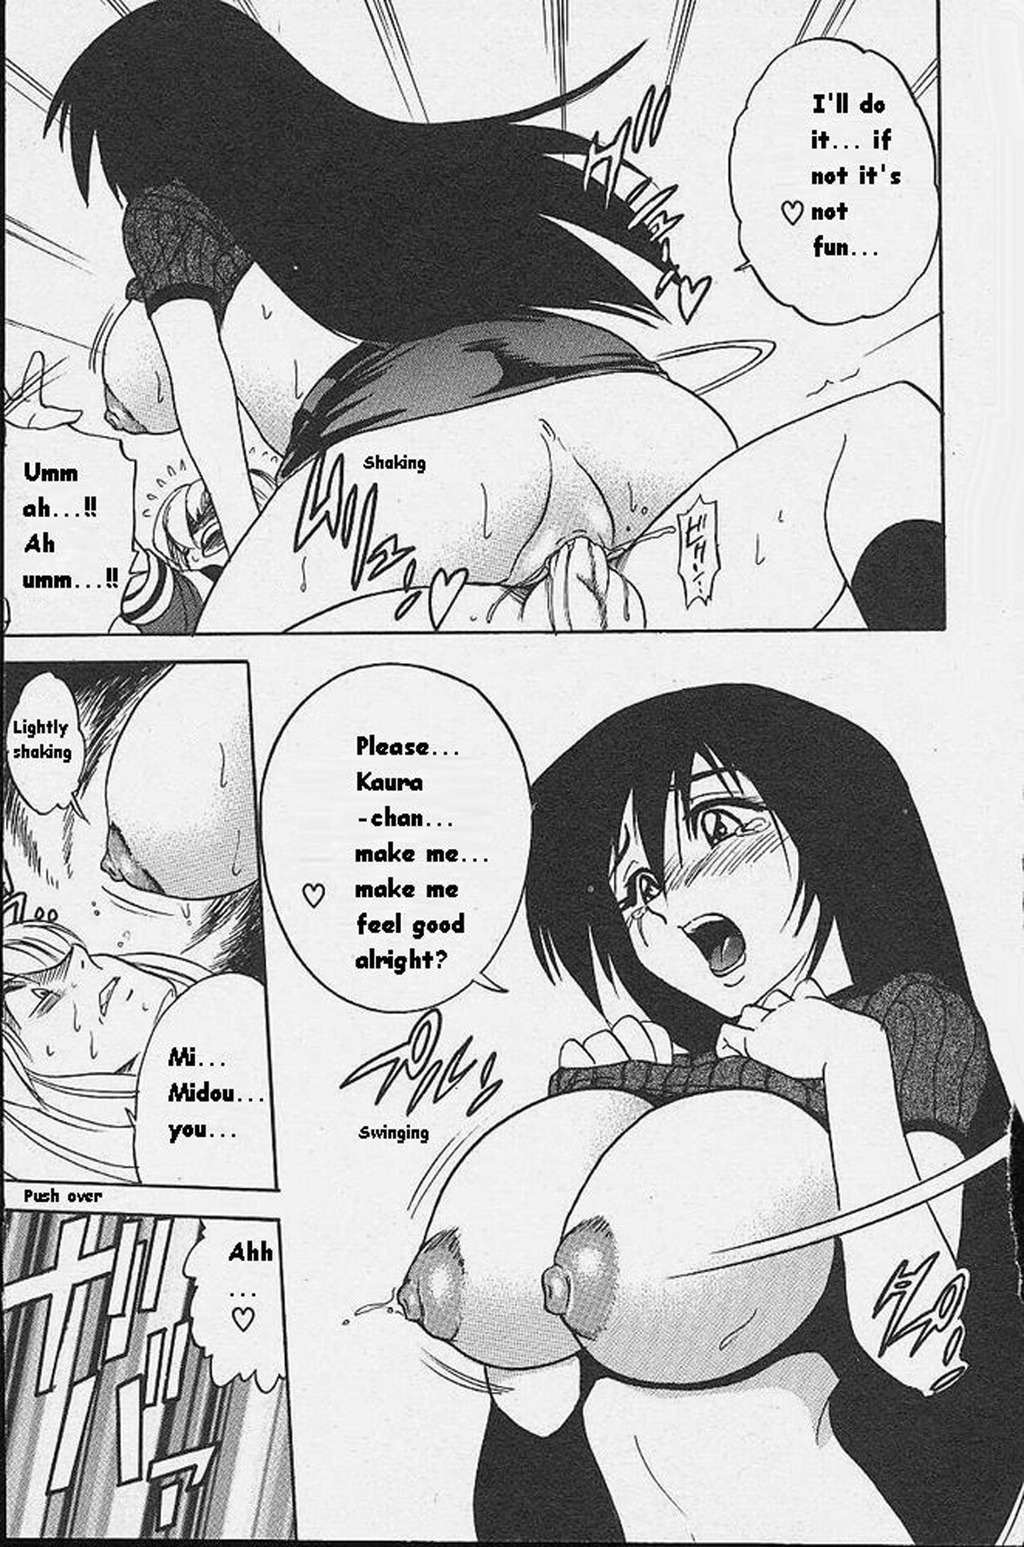 I'll do
it... if
not it's
♡ not
fun...
Shaking
Umm
ah...!!
Ah
umm...!!
Lightly
shaking
Please...
Kaura
-chan...
make me...
♡ make me
feel good
alright?
Mi...
Midou...
you...
Swinging
Push over
Ahh
...
♡